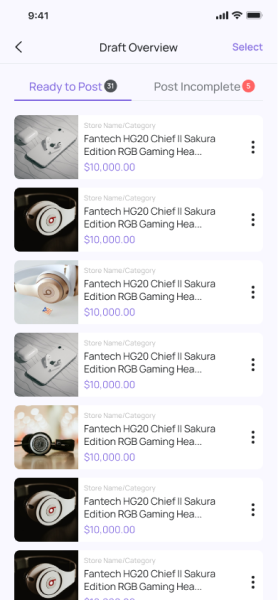 9:41
Draft Overview
Select
Ready to Post 31
Post Incomplete 5
Store Name/Category
Fantech HG20 Chief II Sakura
Edition RGB Gaming Hea...
$10,000.00
Store Name/Category
Fantech HG20 Chief II Sakura
Edition RGB Gaming Hea...
$10,000.00
Store Name/Category
Fantech HG20 Chief II Sakura
Edition RGB Gaming Hea...
$10,000.00
Store Name/Category
Fantech HG20 Chief II Sakura
Edition RGB Gaming Hea...
$10,000.00
Store Name/Category
Fantech HG20 Chief II Sakura
Edition RGB Gaming Hea...
$10,000.00
Store Name/Category
Fantech HG20 Chief II Sakura
Edition RGB Gaming Hea...
$10,000.00
Store Name/Category
Fantech HG20 Chief II Sakura
Edition RGB Gaming Hea...
$10,000.00